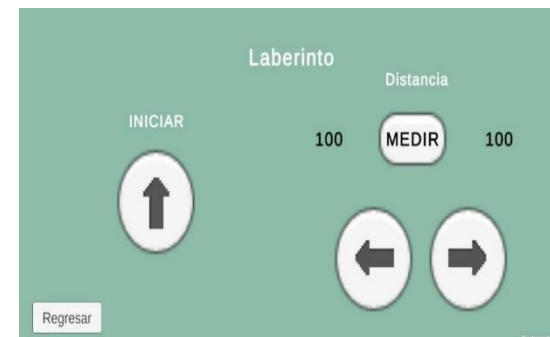 Laberinto
Distancia
INICIAR
100 MEDIR 100
Regresar